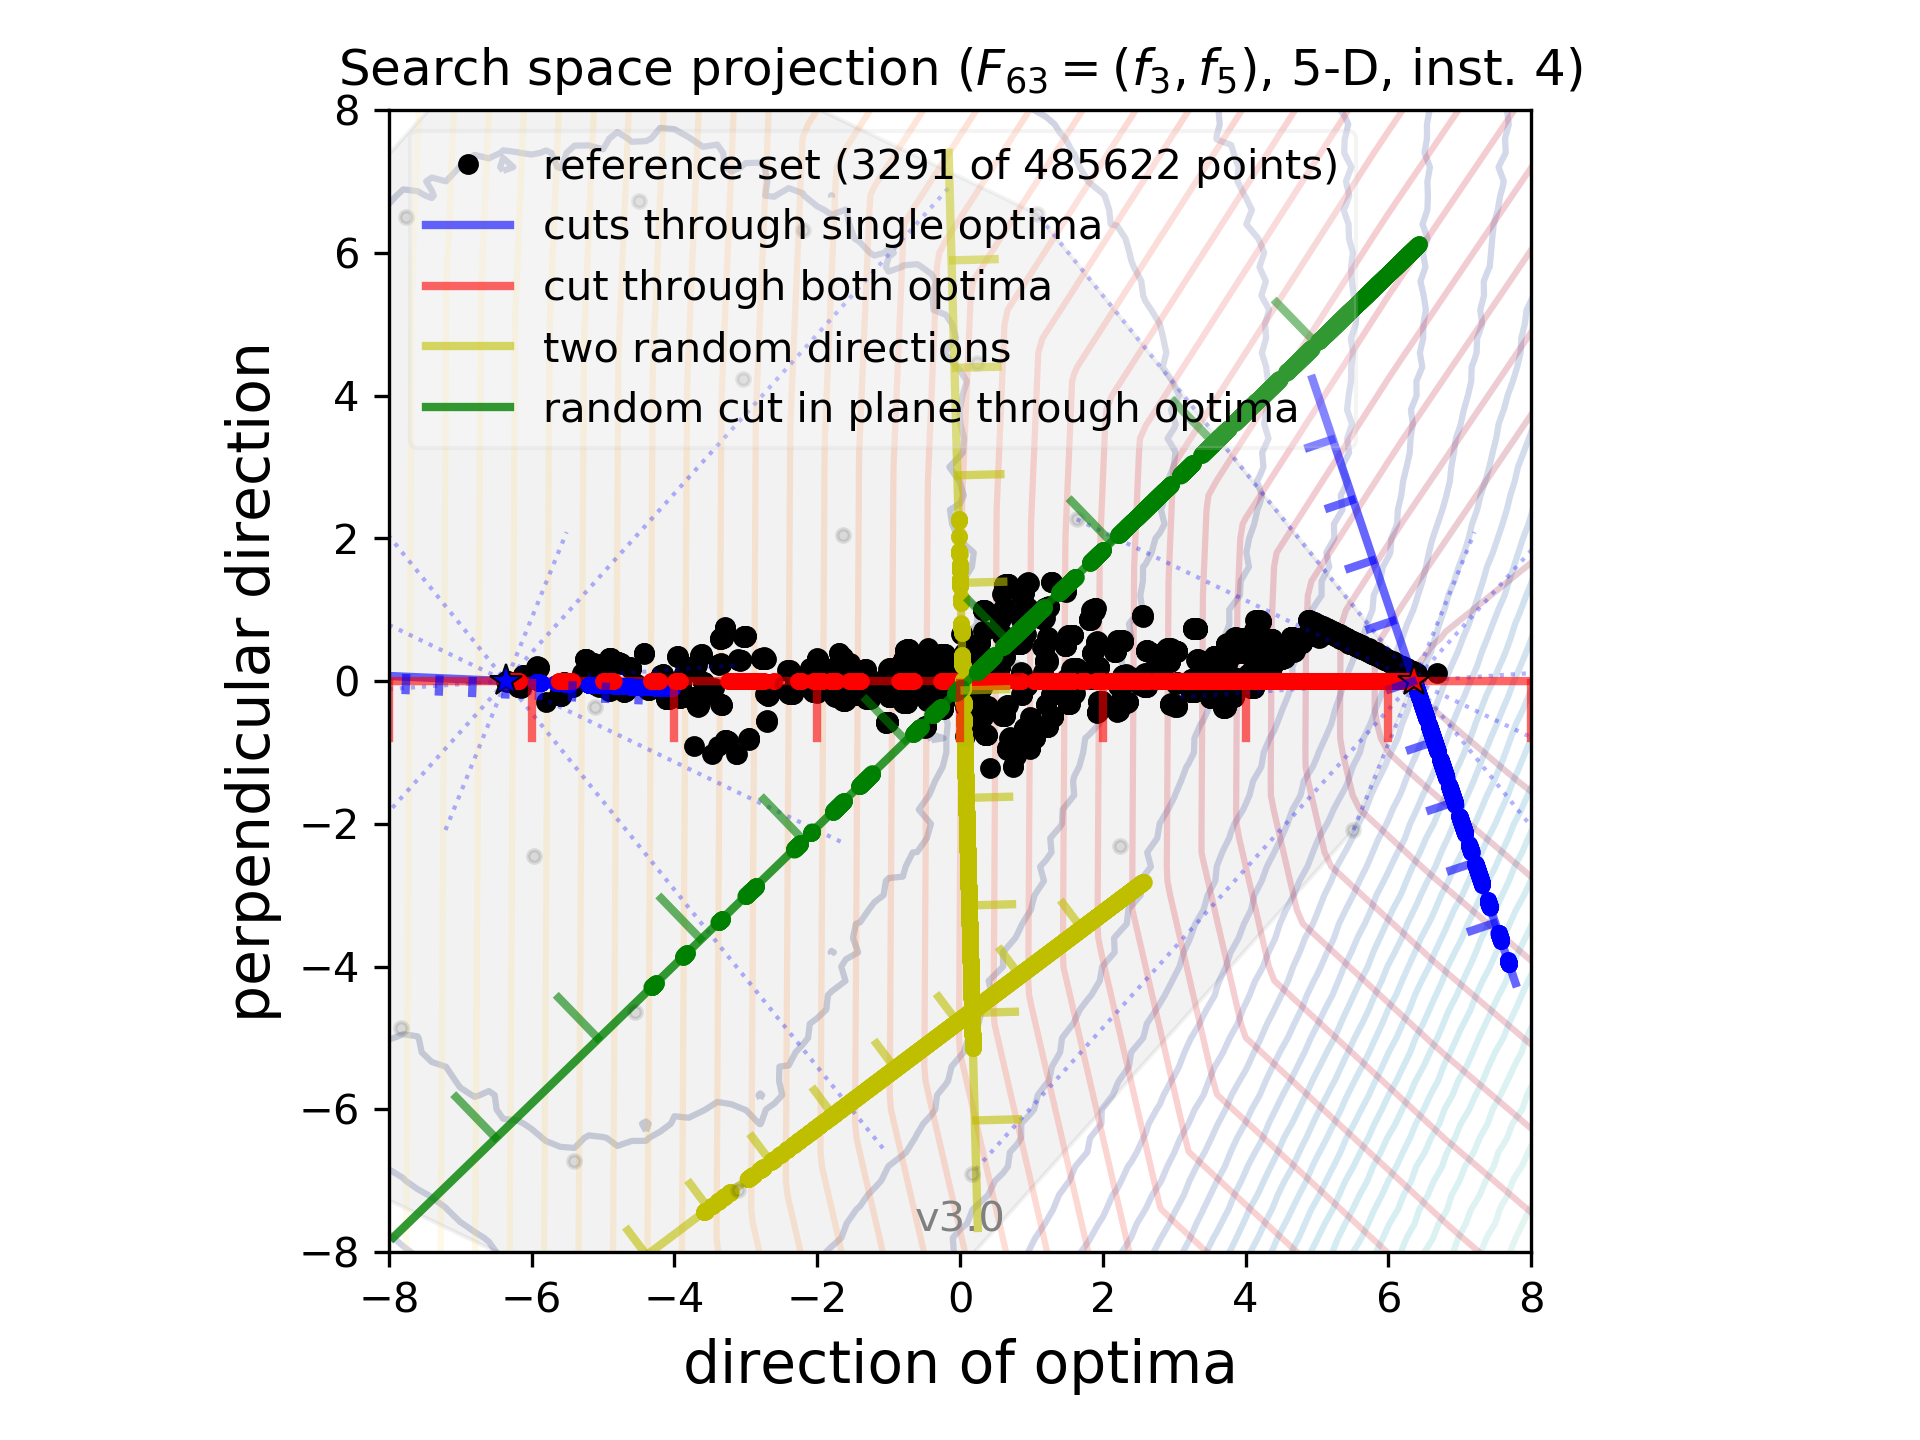 Search space projection (F₆₃ = (f₃, f₅), 5-D, inst. 4)
reference set (3291 of 485622 points)
cuts through single optima
cut through both optima
two random directions
random cut in plane through optima
perpendicular direction
8
6
4
2
0
−2
−4
−6
−8
v3.0
−8 −6 −4 −2 0 2 4 6 8
direction of optima